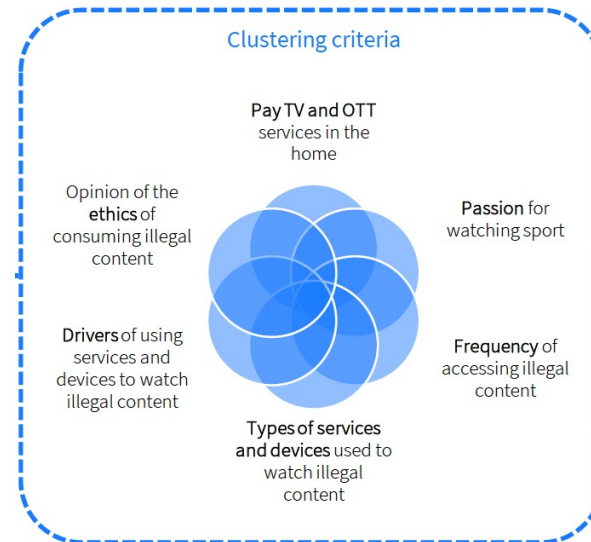 Clustering criteria
Pay TV and OTT
services in the
home
Passion for
watching sport
Frequency of
accessing illegal
content
Types of services
and devices used to
watch illegal
content
Drivers of using
services and
devices to watch
illegal content
Opinion of the
ethics of
consuming illegal
content